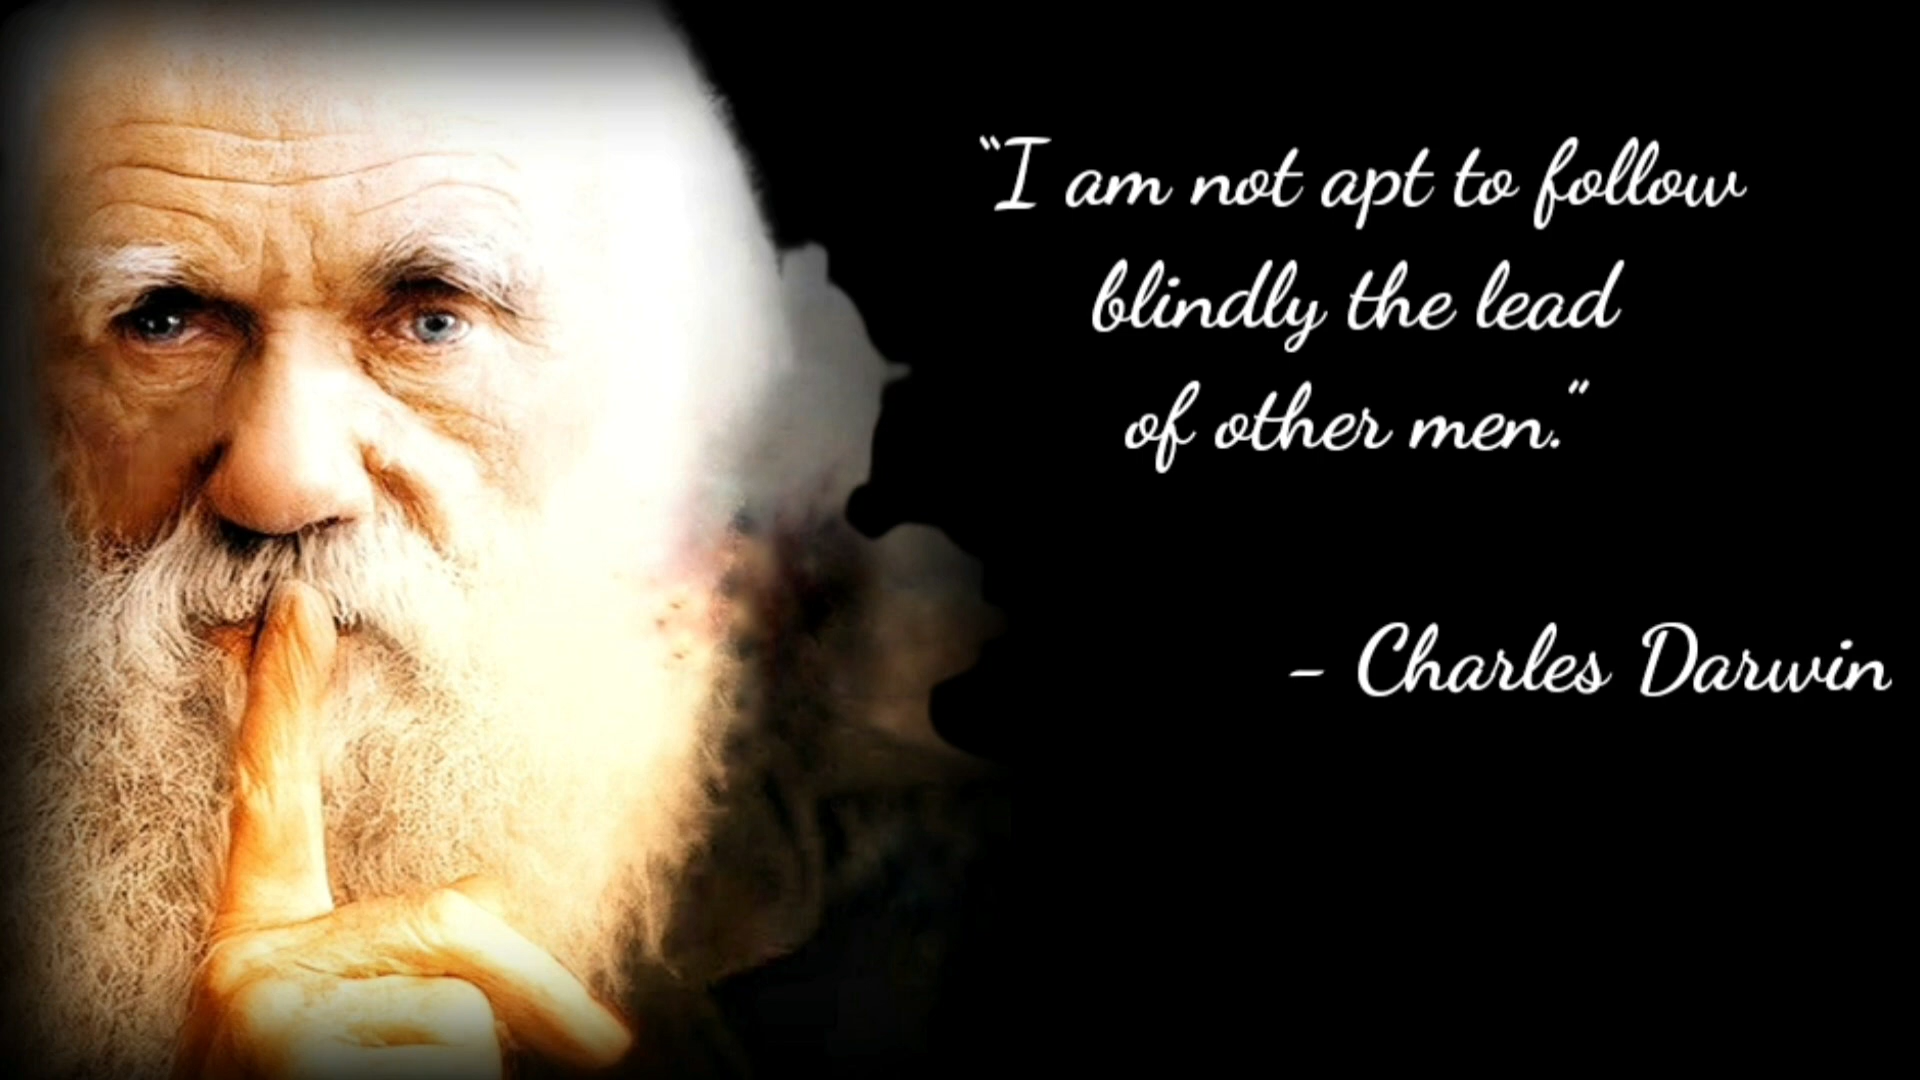 “I am not apt to follow
blindly the lead
of other men.”
- Charles Darwin